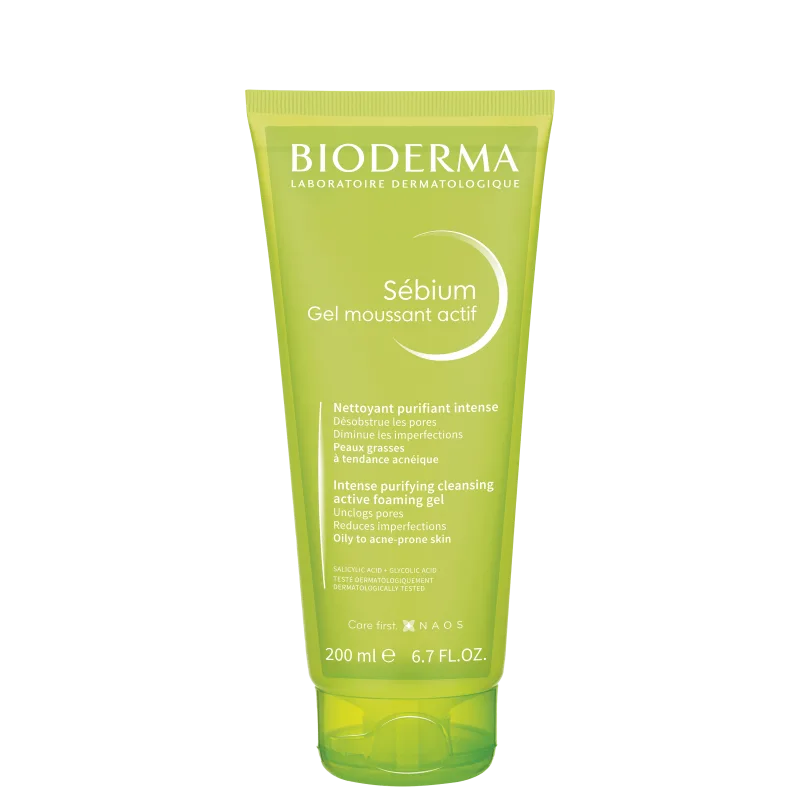 BIODERMA
LABORATOIRE DERMATOLOGIQUE
Sébium
Gel moussant actif
Nettoyant purifiant intense
Désobstrue les pores
Diminue les imperfections
Peaux grasses
à tendance acnéique
Intense purifying cleansing
active foaming gel
Unclogs pores
Reduces imperfections
Oily to acne-prone skin
SALICYLIC ACID + GLYCOLIC ACID
TESTÉ DERMATOLOGIQUEMENT
DERMATOLOGICALLY TESTED
Care first. NAOS
200 ml ℮ 6.7 FL.OZ.